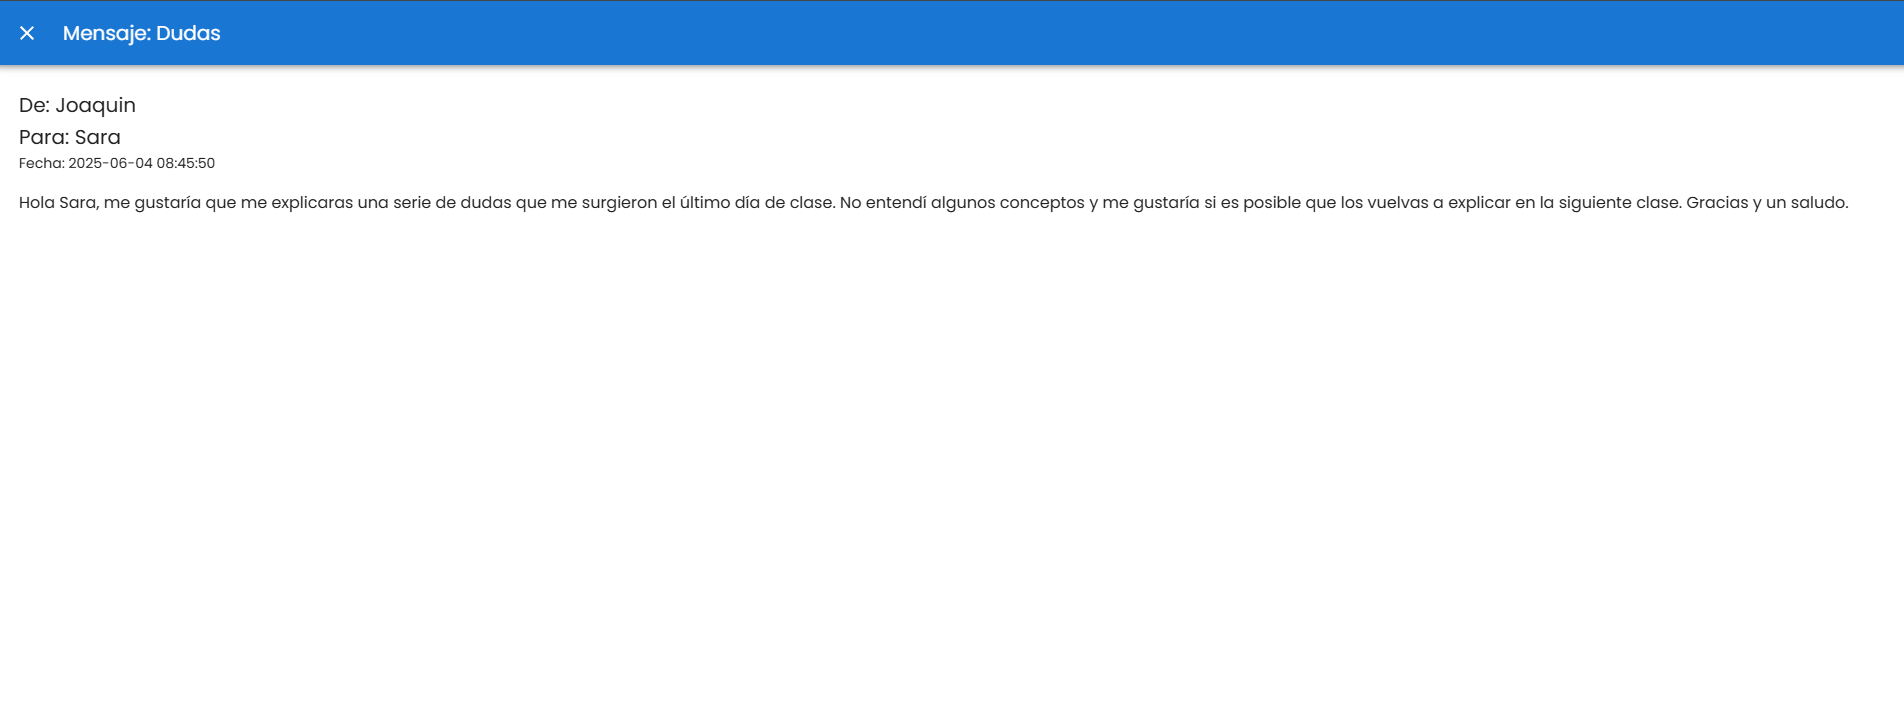 Mensaje: Dudas
De: Joaquin
Para: Sara
Fecha: 2025-06-04 08:45:50
Hola Sara, me gustaría que me explicaras una serie de dudas que me surgieron el último día de clase. No entendí algunos conceptos y me gustaría si es posible que los vuelvas a explicar en la siguiente clase. Gracias y un saludo.